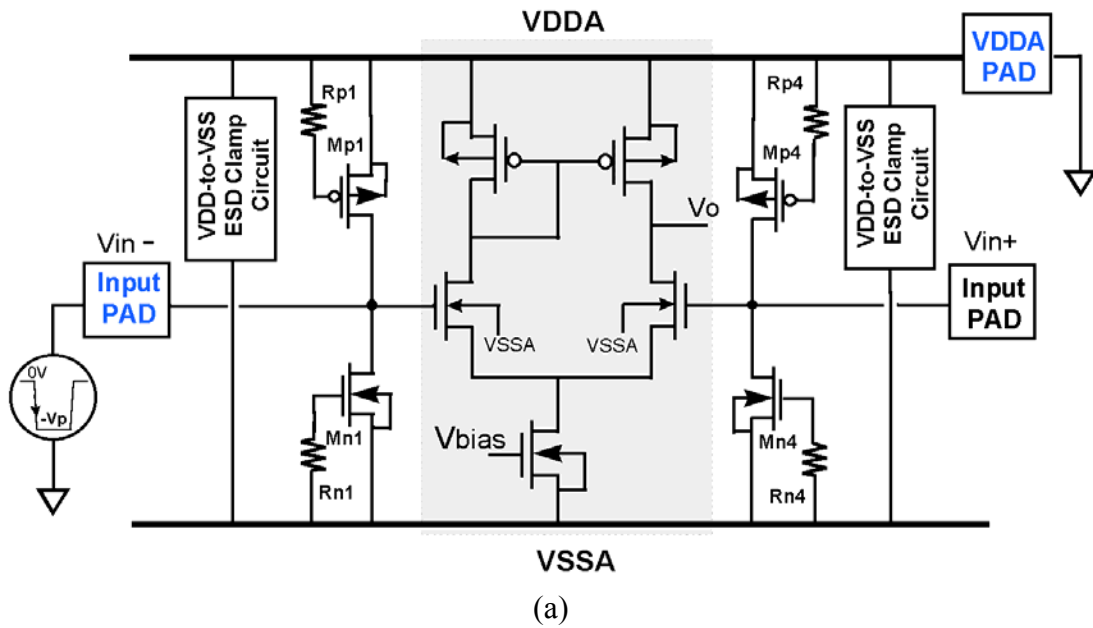 VDDA
VDDA
PAD
Rp1
Mp1
Rp4
Mp4
VDD-to-VSS
ESD Clamp
Circuit
VDD-to-VSS
ESD Clamp
Circuit
Vo
Vin -
Input
PAD
Vin+
Input
PAD
VSSA
VSSA
0V
-Vp
Mn1
Rn1
Vbias
Mn4
Rn4
VSSA
(a)